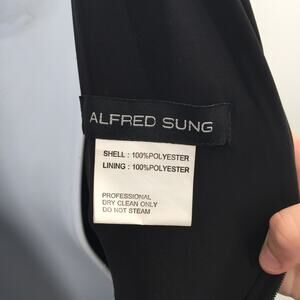 ALFRED SUNG
SHELL : 100%POLYESTER
LINING : 100%POLYESTER
PROFESSIONAL
DRY CLEAN ONLY
DO NOT STEAM